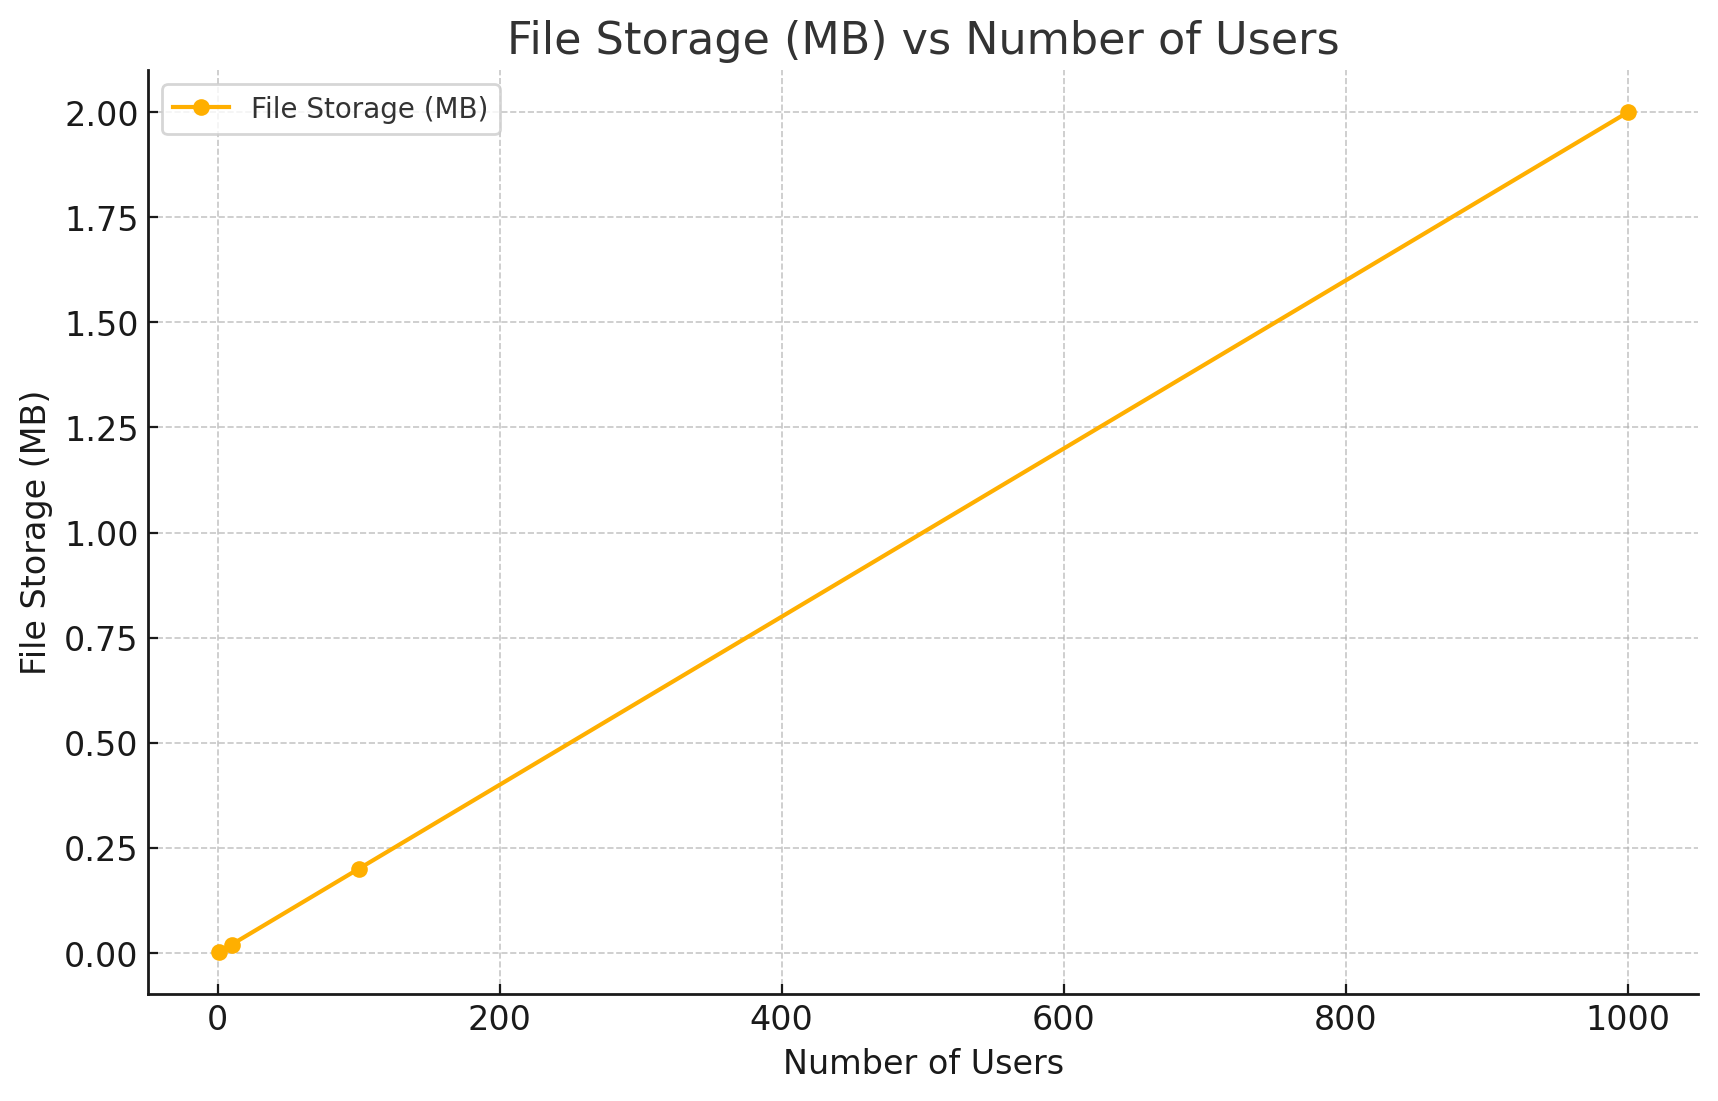 File Storage (MB) vs Number of Users
File Storage (MB)
2.00
1.75
1.50
1.25
1.00
0.75
0.50
0.25
0.00
File Storage (MB)
0 200 400 600 800 1000
Number of Users